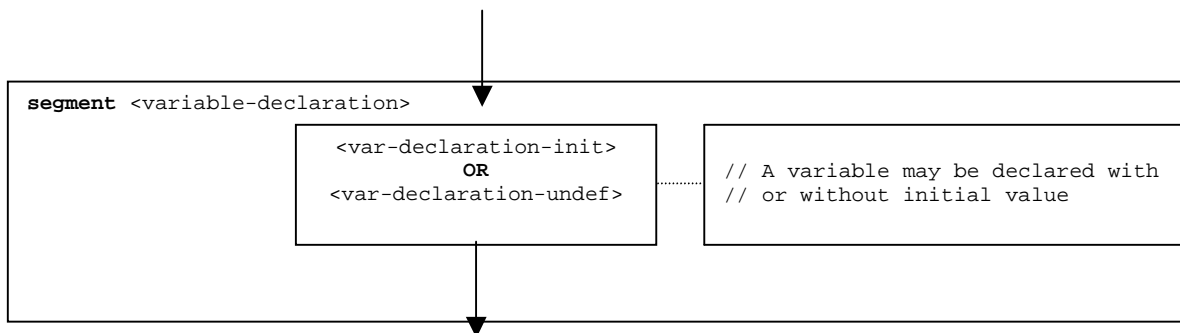 segment <variable-declaration>
<var-declaration-init>
OR
<var-declaration-undef>
// A variable may be declared with
// or without initial value